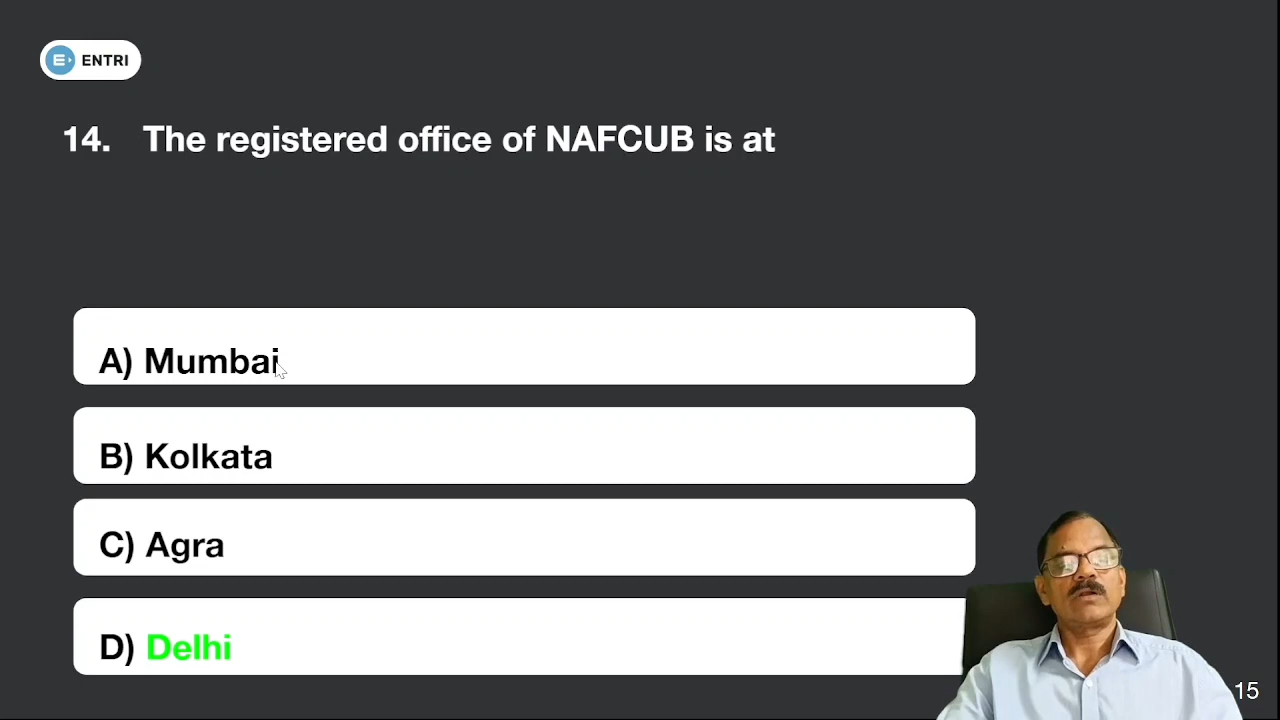 ENTRI
14. The registered office of NAFCUB is at
A) Mumbai
B) Kolkata
C) Agra
D) Delhi
15